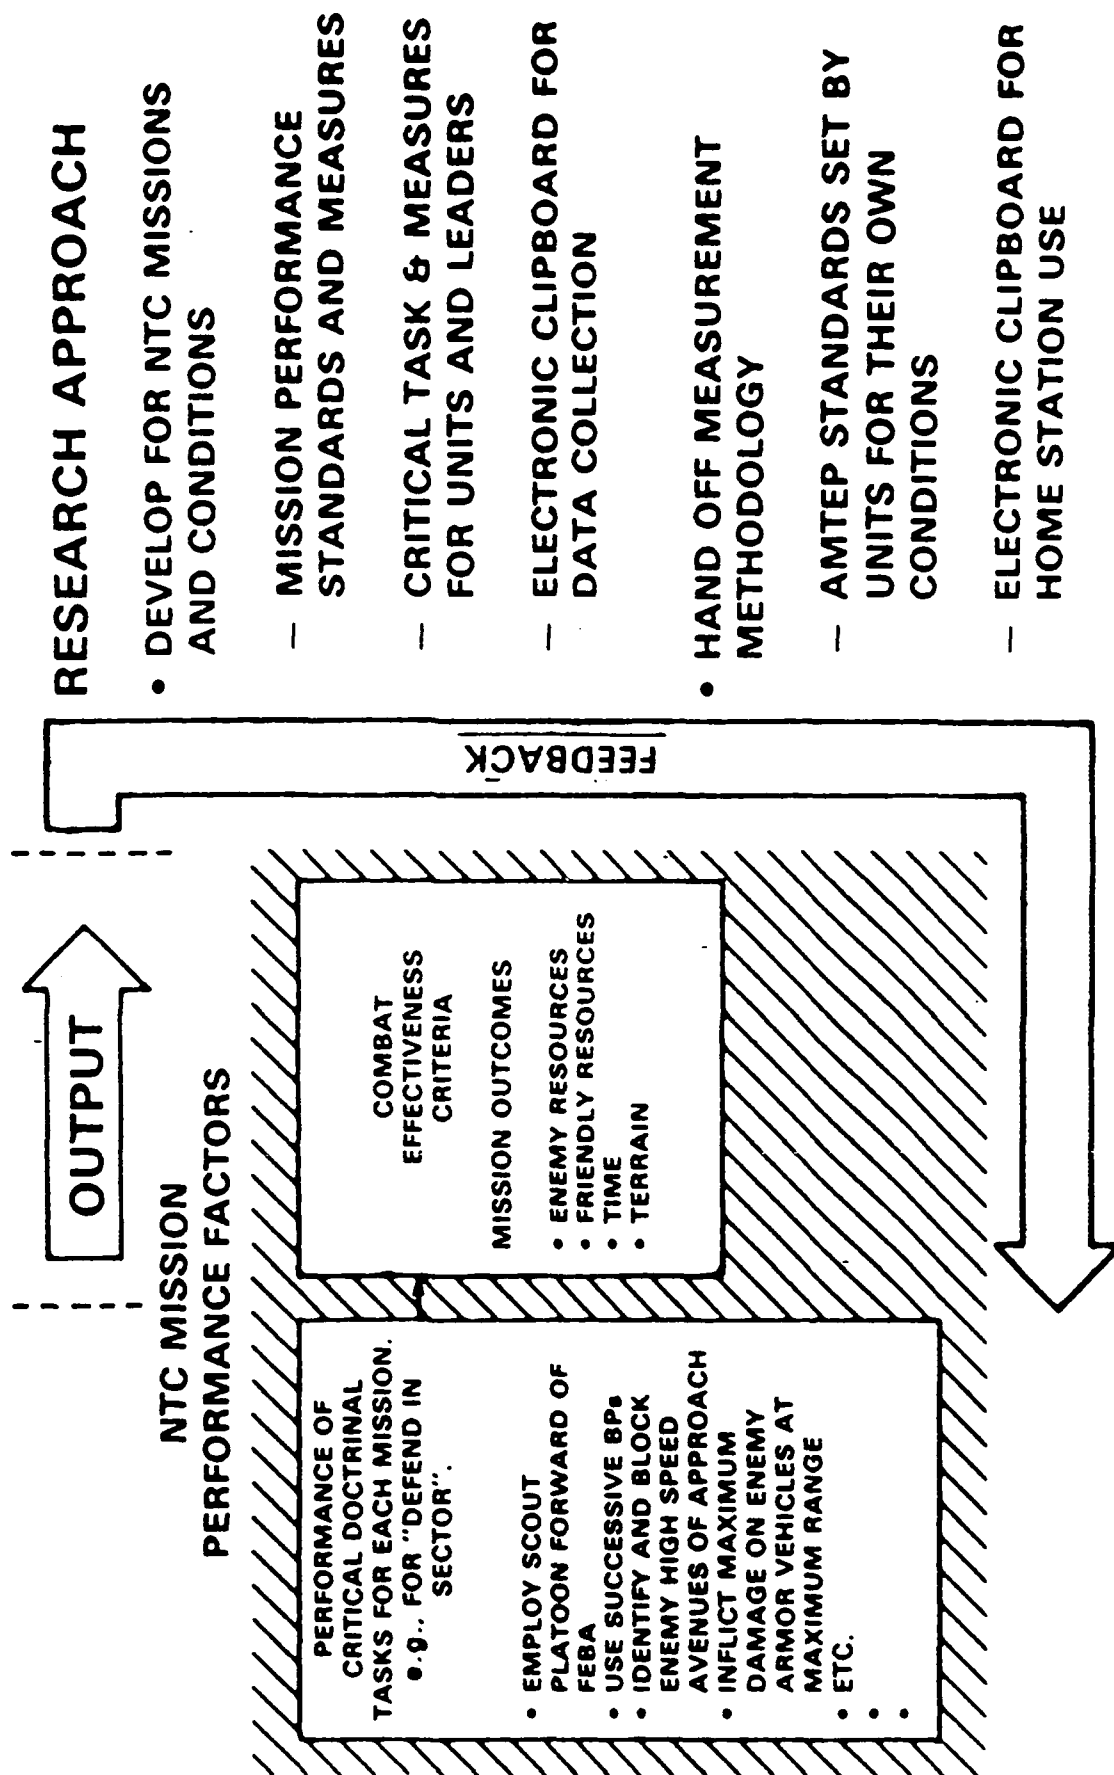 OUTPUT
NTC MISSION
PERFORMANCE FACTORS
PERFORMANCE OF
CRITICAL DOCTRINAL
TASKS FOR EACH MISSION.
e.g., FOR "DEFEND IN
SECTOR".
• EMPLOY SCOUT
PLATOON FORWARD OF
FEBA
• USE SUCCESSIVE BPs
• IDENTIFY AND BLOCK
ENEMY HIGH SPEED
AVENUES OF APPROACH
• INFLICT MAXIMUM
DAMAGE ON ENEMY
ARMOR VEHICLES AT
MAXIMUM RANGE
• ETC.
•
•
COMBAT
EFFECTIVENESS
CRITERIA
MISSION OUTCOMES
• ENEMY RESOURCES
• FRIENDLY RESOURCES
• TIME
• TERRAIN
FEEDBACK
RESEARCH APPROACH
• DEVELOP FOR NTC MISSIONS
AND CONDITIONS
— MISSION PERFORMANCE
STANDARDS AND MEASURES
— CRITICAL TASK & MEASURES
FOR UNITS AND LEADERS
— ELECTRONIC CLIPBOARD FOR
DATA COLLECTION
• HAND OFF MEASUREMENT
METHODOLOGY
— AMTEP STANDARDS SET BY
UNITS FOR THEIR OWN
CONDITIONS
— ELECTRONIC CLIPBOARD FOR
HOME STATION USE